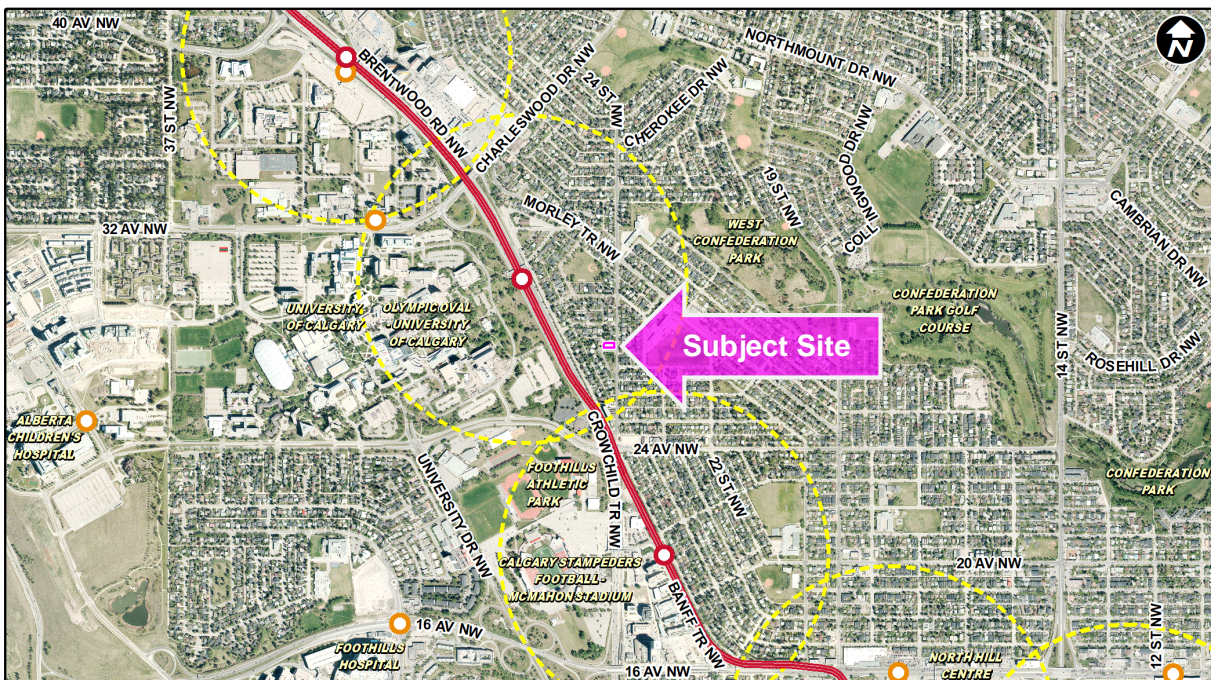 40 AV NW
N
37 ST NW
BRENTWOOD RD NW
CHARLESWOOD DR NW
24 ST NW
CHEROKEE DR NW
NORTHMOUNT DR NW
COLLINGWOOD DR NW
19 ST NW
CAMBRIAN DR NW
MORLEY TR NW
32 AV NW
WEST
CONFEDERATION
PARK
UNIVERSITY
OF CALGARY
OLYMPIC OVAL
- UNIVERSITY
OF CALGARY
CONFEDERATION
PARK GOLF
COURSE
14 ST NW
ROSEHILL DR NW
Subject Site
ALBERTA
CHILDREN'S
HOSPITAL
CROWCHILD TR NW
24 AV NW
22 ST NW
UNIVERSITY DR NW
FOOTHILLS
ATHLETIC
PARK
CONFEDERATION
PARK
CALGARY STAMPEDERS
FOOTBALL -
MCMAHON STADIUM
20 AV NW
BANFF TR NW
16 AV NW
FOOTHILLS
HOSPITAL
16 AV NW
NORTH HILL
CENTRE
12 ST NW